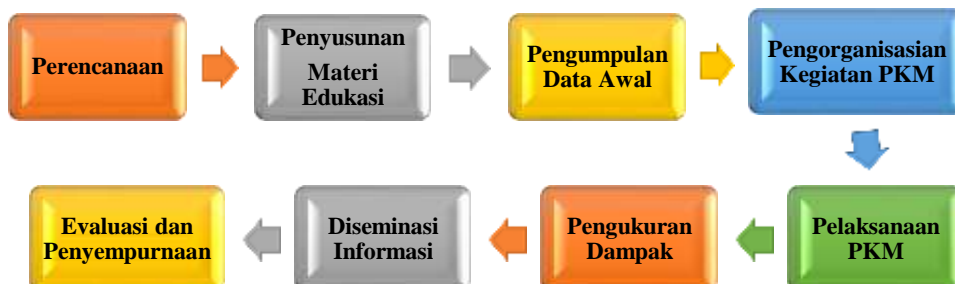 Perencanaan
Penyusunan
Materi
Edukasi
Pengumpulan
Data Awal
Pengorganisasian
Kegiatan PKM
Pelaksanaan
PKM
Pengukuran
Dampak
Diseminasi
Informasi
Evaluasi dan
Penyempurnaan